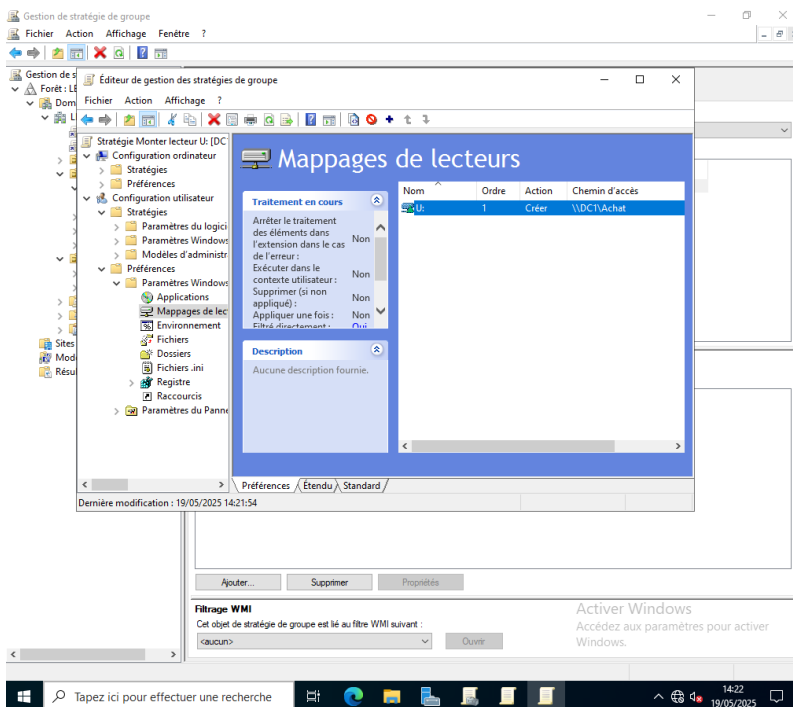 Gestion de stratégie de groupe
Fichier Action Affichage Fenêtre ?
Gestion de s
Forêt : LE
Dom
L
Sites
Mod
Résul
Éditeur de gestion des stratégies de groupe
Fichier Action Affichage ?
Stratégie Monter lecteur U: [DC
Configuration ordinateur
Stratégies
Préférences
Configuration utilisateur
Stratégies
Paramètres du logici
Paramètres Windows
Modèles d'administr
Préférences
Paramètres Windows
Applications
Mappages de lec
Environnement
Fichiers
Dossiers
Fichiers .ini
Registre
Raccourcis
Paramètres du Panne
Mappages de lecteurs
Traitement en cours
Arrêter le traitement
des éléments dans
l'extension dans le cas Non
de l'erreur :
Exécuter dans le
contexte utilisateur : Non
Supprimer (si non
appliqué) : Non
Appliquer une fois : Non
Filtré directement : Oui
Description
Aucune description fournie.
Nom Ordre Action Chemin d'accès
U: 1 Créer \\DC1\Achat
Préférences Étendu Standard
Dernière modification : 19/05/2025 14:21:54
Ajouter... Supprimer Propriétés
Filtrage WMI
Cet objet de stratégie de groupe est lié au filtre WMI suivant :
<aucun> Ouvrir
Activer Windows
Accédez aux paramètres pour activer
Windows.
Tapez ici pour effectuer une recherche
14:22
19/05/2025